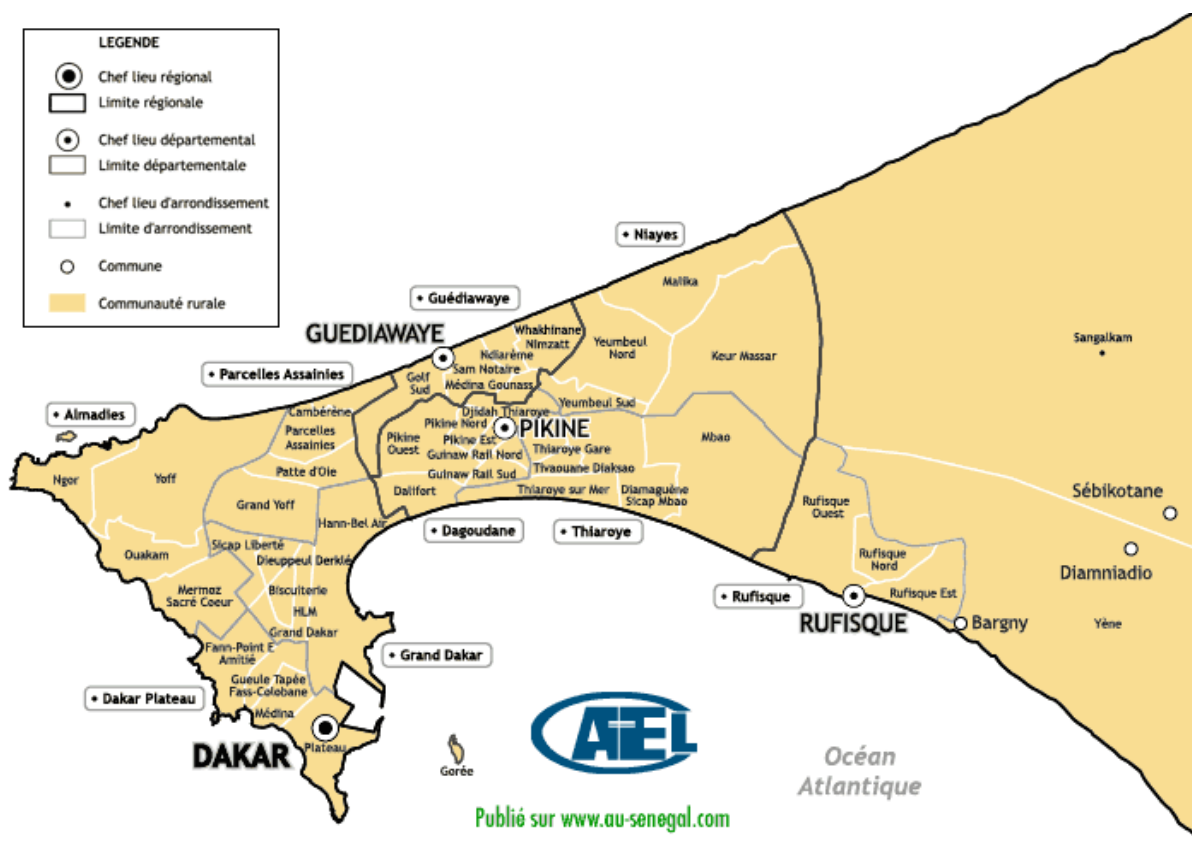 LEGENDE
Chef lieu régional
Limite régionale
Chef lieu départemental
Limite départementale
Chef lieu d'arrondissement
Limite d'arrondissement
Commune
Communauté rurale
• Niayes
Malika
• Guédiawaye
GUEDIAWAYE
Whakhinane
Nimzatt
Ndiarème
Sam Notaire
Médina Gounass
Golf
Sud
Yeumbeul
Nord
Keur Massar
Sangalkam
• Parcelles Assainies
• Almadies
Cambérène
Parcelles
Assainies
Patte d'Oie
Yeumbeul Sud
Djidah Thiaroye
Pikine Nord
PIKINE
Pikine
Ouest
Pikine Est
Guinaw Rail Nord
Guinaw Rail Sud
Thiaroye Gare
Tivaouane Diaksao
Mbao
Ngor
Yoff
Grand Yoff
Dalifort
Thiaroye sur Mer
Diamaguène
Sicap Mbao
Hann-Bel Air
• Dagoudane
• Thiaroye
Rufisque
Ouest
Sébikotane
Ouakam
Sicap Liberté
Dieuppeul Derklé
Rufisque
Nord
Diamniadio
Mermoz
Sacré Coeur
Biscuiterie
HLM
Grand Dakar
• Rufisque
Rufisque Est
RUFISQUE
Bargny
Yène
Fann-Point E
Amitié
• Grand Dakar
Gueule Tapée
Fass-Colobane
• Dakar Plateau
Médina
DAKAR
Plateau
Gorée
AEL
Océan
Atlantique
Publié sur www.au-senegal.com